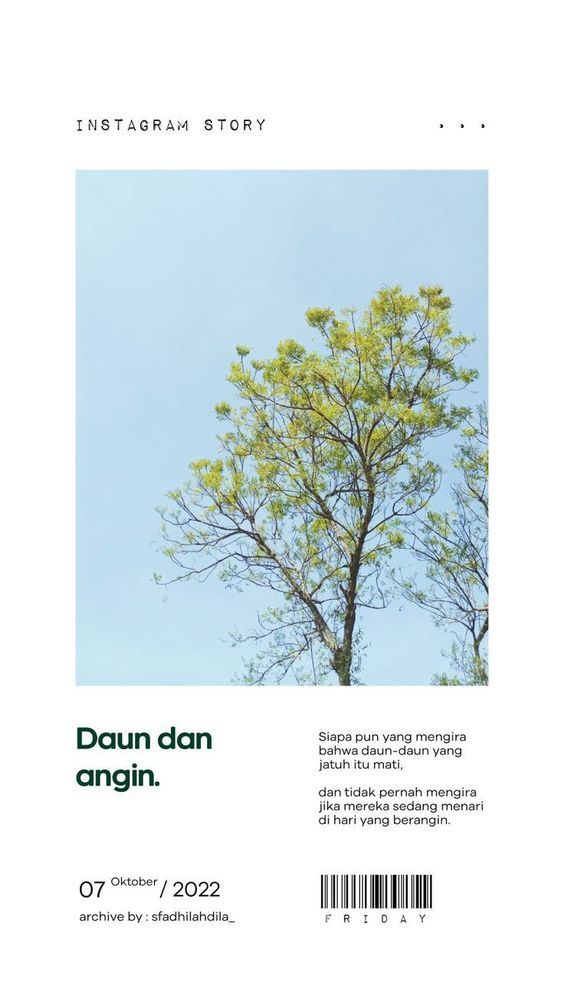 INSTAGRAM STORY
Daun dan
angin.
Siapa pun yang mengira
bahwa daun-daun yang
jatuh itu mati,
dan tidak pernah mengira
jika mereka sedang menari
di hari yang berangin.
07 Oktober / 2022
archive by : sfadhilahdila_
FRIDAY